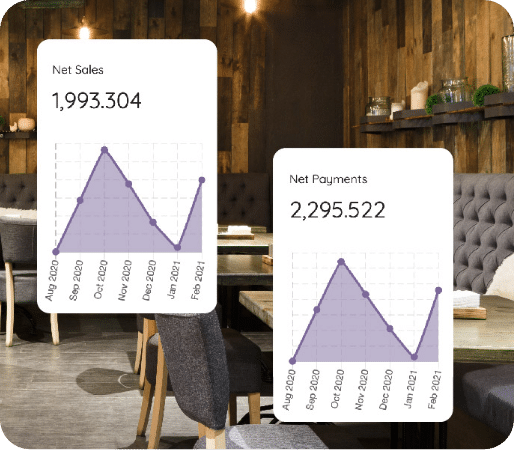 Net Sales
1,993.304
Aug 2020
Sep 2020
Oct 2020
Nov 2020
Dec 2020
Jan 2021
Feb 2021
Net Payments
2,295.522
Aug 2020
Sep 2020
Oct 2020
Nov 2020
Dec 2020
Jan 2021
Feb 2021